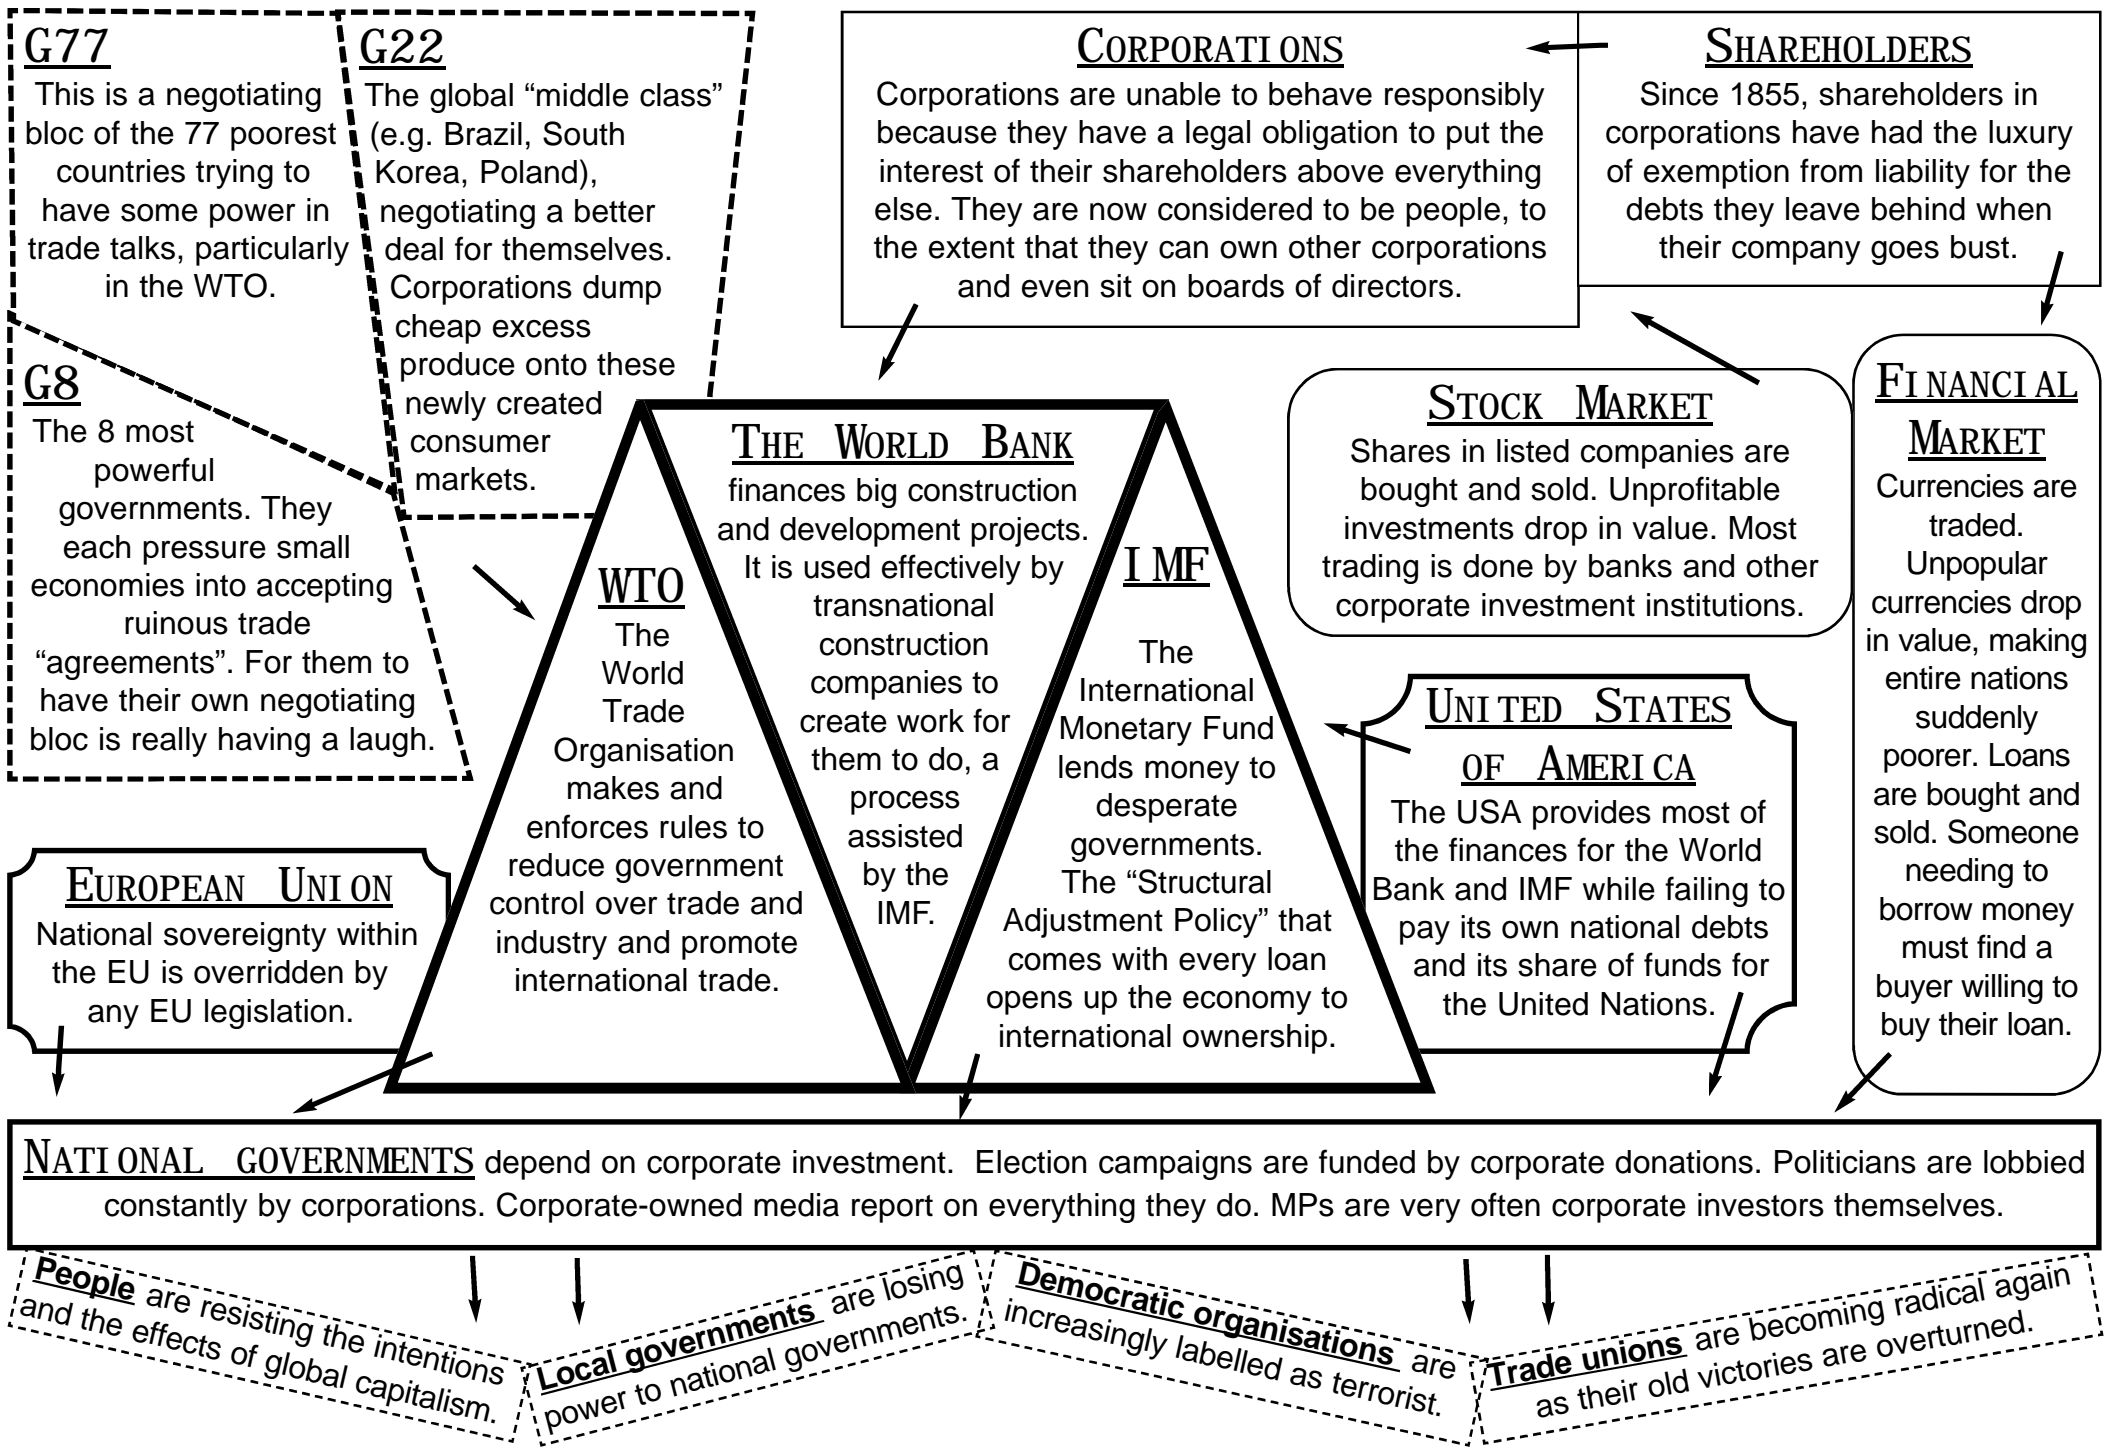 G77
This is a negotiating
bloc of the 77 poorest
countries trying to
have some power in
trade talks, particularly
in the WTO.
G22
The global “middle class”
(e.g. Brazil, South
Korea, Poland),
negotiating a better
deal for themselves.
Corporations dump
cheap excess
produce onto these
newly created
consumer
markets.
G8
The 8 most
powerful
governments. They
each pressure small
economies into accepting
ruinous trade
“agreements”. For them to
have their own negotiating
bloc is really having a laugh.
CORPORATIONS
Corporations are unable to behave responsibly
because they have a legal obligation to put the
interest of their shareholders above everything
else. They are now considered to be people, to
the extent that they can own other corporations
and even sit on boards of directors.
SHAREHOLDERS
Since 1855, shareholders in
corporations have had the luxury
of exemption from liability for the
debts they leave behind when
their company goes bust.
STOCK MARKET
Shares in listed companies are
bought and sold. Unprofitable
investments drop in value. Most
trading is done by banks and other
corporate investment institutions.
FINANCIAL
MARKET
Currencies are
traded.
Unpopular
currencies drop
in value, making
entire nations
suddenly
poorer. Loans
are bought and
sold. Someone
needing to
borrow money
must find a
buyer willing to
buy their loan.
WTO
The
World
Trade
Organisation
makes and
enforces rules to
reduce government
control over trade and
industry and promote
international trade.
THE WORLD BANK
finances big construction
and development projects.
It is used effectively by
transnational
construction
companies to
create work for
them to do, a
process
assisted
by the
IMF.
IMF
The
International
Monetary Fund
lends money to
desperate
governments.
The “Structural
Adjustment Policy” that
comes with every loan
opens up the economy to
international ownership.
UNITED STATES
OF AMERICA
The USA provides most of
the finances for the World
Bank and IMF while failing to
pay its own national debts
and its share of funds for
the United Nations.
EUROPEAN UNION
National sovereignty within
the EU is overridden by
any EU legislation.
NATIONAL GOVERNMENTS depend on corporate investment. Election campaigns are funded by corporate donations. Politicians are lobbied
constantly by corporations. Corporate-owned media report on everything they do. MPs are very often corporate investors themselves.
People are resisting the intentions
and the effects of global capitalism.
Local governments are losing
power to national governments.
Democratic organisations are
increasingly labelled as terrorist.
Trade unions are becoming radical again
as their old victories are overturned.